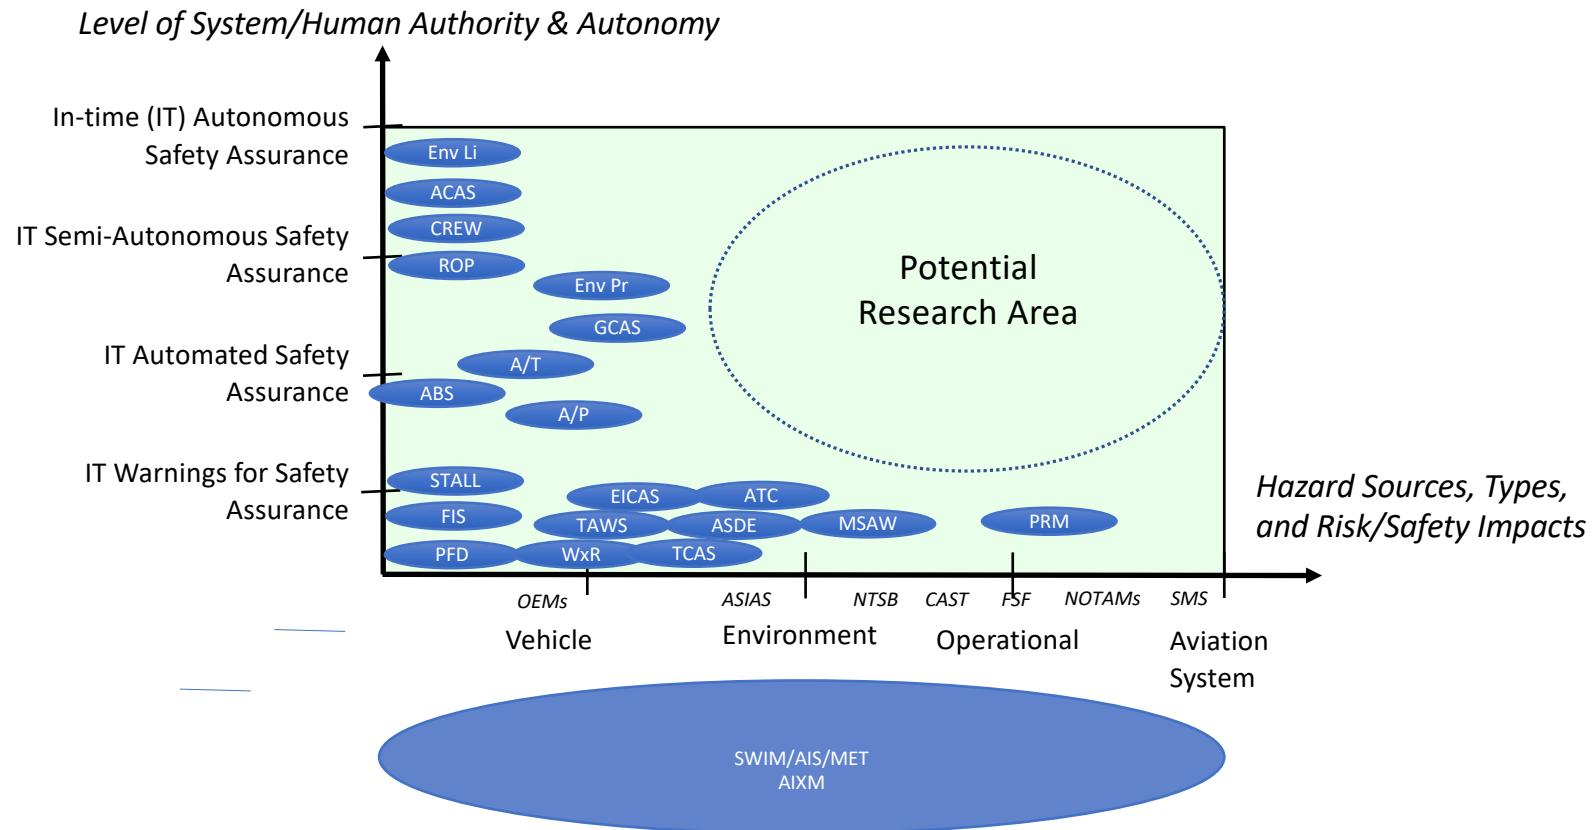 Level of System/Human Authority & Autonomy
In-time (IT) Autonomous
Safety Assurance
IT Semi-Autonomous Safety
Assurance
IT Automated Safety
Assurance
IT Warnings for Safety
Assurance
Env Li
ACAS
CREW
ROP
Env Pr
GCAS
A/T
ABS
A/P
STALL
EICAS
ATC
FIS
TAWS
ASDE
MSAW
PRM
PFD
WxR
TCAS
Potential
Research Area
Hazard Sources, Types,
and Risk/Safety Impacts
OEMs ASIAS NTSB CAST FSF NOTAMs SMS
Vehicle Environment Operational Aviation
System
SWIM/AIS/MET
AIXM